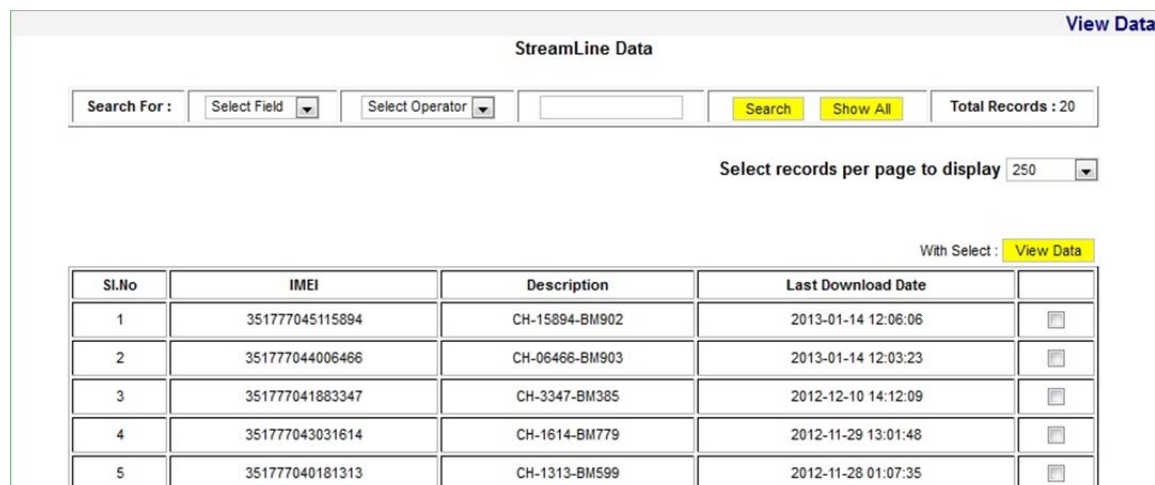 View Data
StreamLine Data
Search For : Select Field Select Operator Search Show All Total Records : 20
Select records per page to display 250
With Select : View Data
Sl.No IMEI Description Last Download Date
1 351777045115894 CH-15894-BM902 2013-01-14 12:06:06
2 351777044006466 CH-06466-BM903 2013-01-14 12:03:23
3 351777041883347 CH-3347-BM385 2012-12-10 14:12:09
4 351777043031614 CH-1614-BM779 2012-11-29 13:01:48
5 351777040181313 CH-1313-BM599 2012-11-28 01:07:35